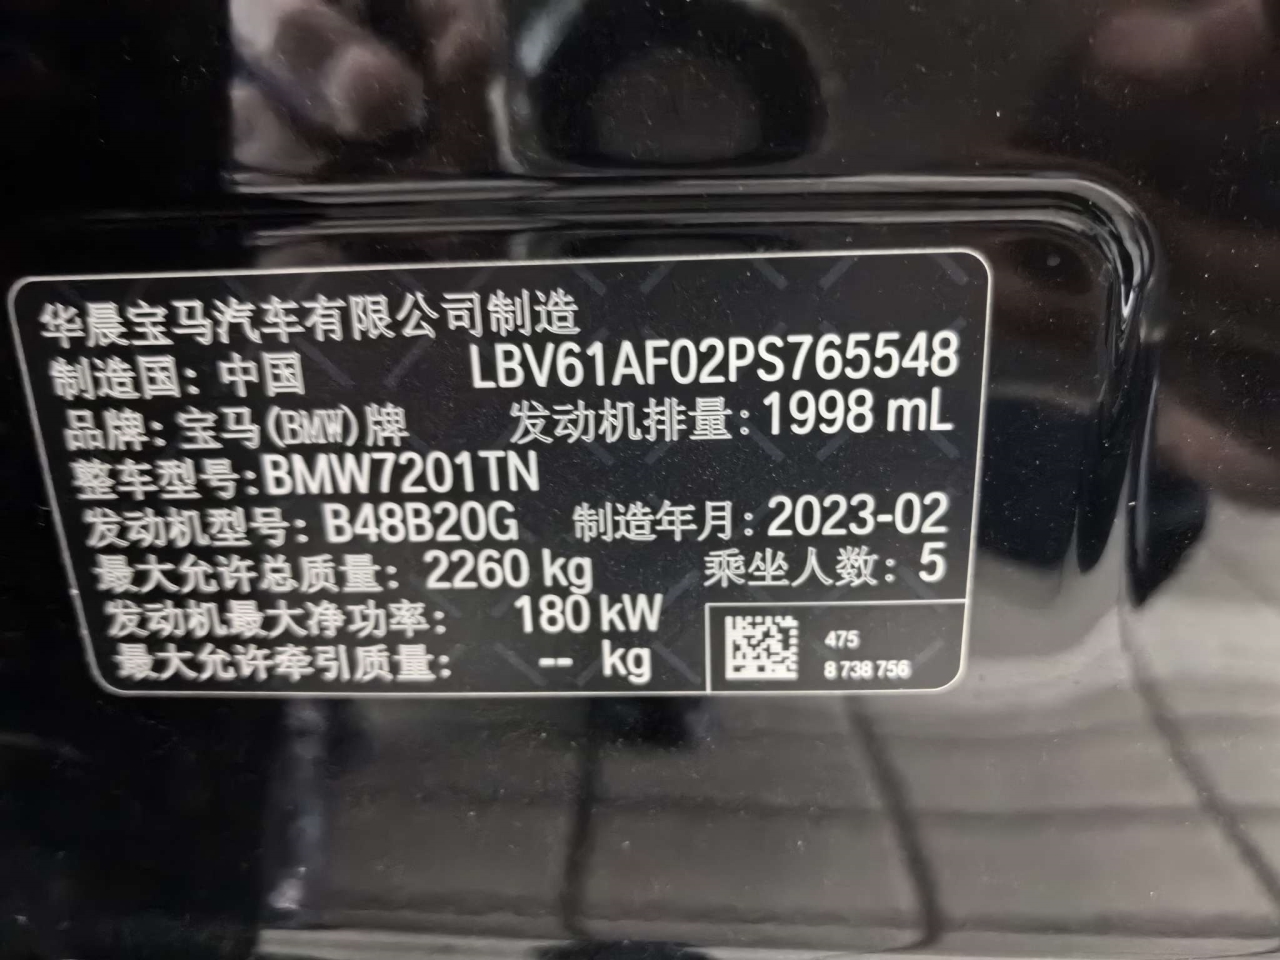 华晨宝马汽车有限公司制造
制造国：中国 LBV61AF02PS765548
品牌：宝马(BMW)牌 发动机排量：1998 mL
整车型号：BMW7201TN
发动机型号：B48B20G 制造年月：2023-02
最大允许总质量：2260 kg 乘坐人数：5
发动机最大净功率：180 kW
最大允许牵引质量：-- kg
475
8 738 756